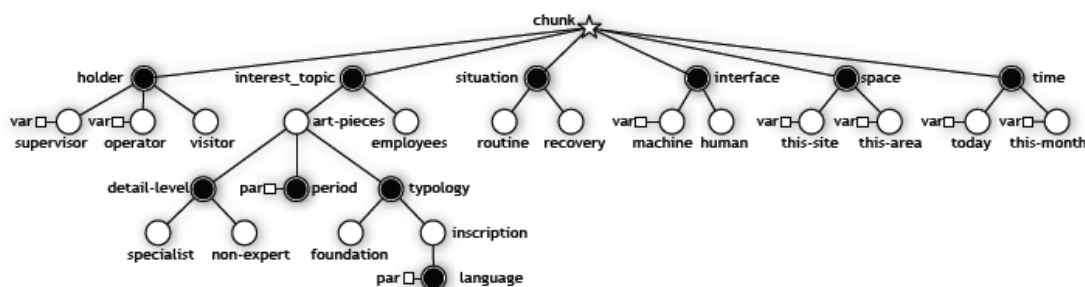 chunk
holder interest_topic situation interface space time
var supervisor var operator visitor art-pieces employees routine recovery var machine human var this-site var this-area var today var this-month
detail-level par period typology
specialist non-expert foundation inscription
par language